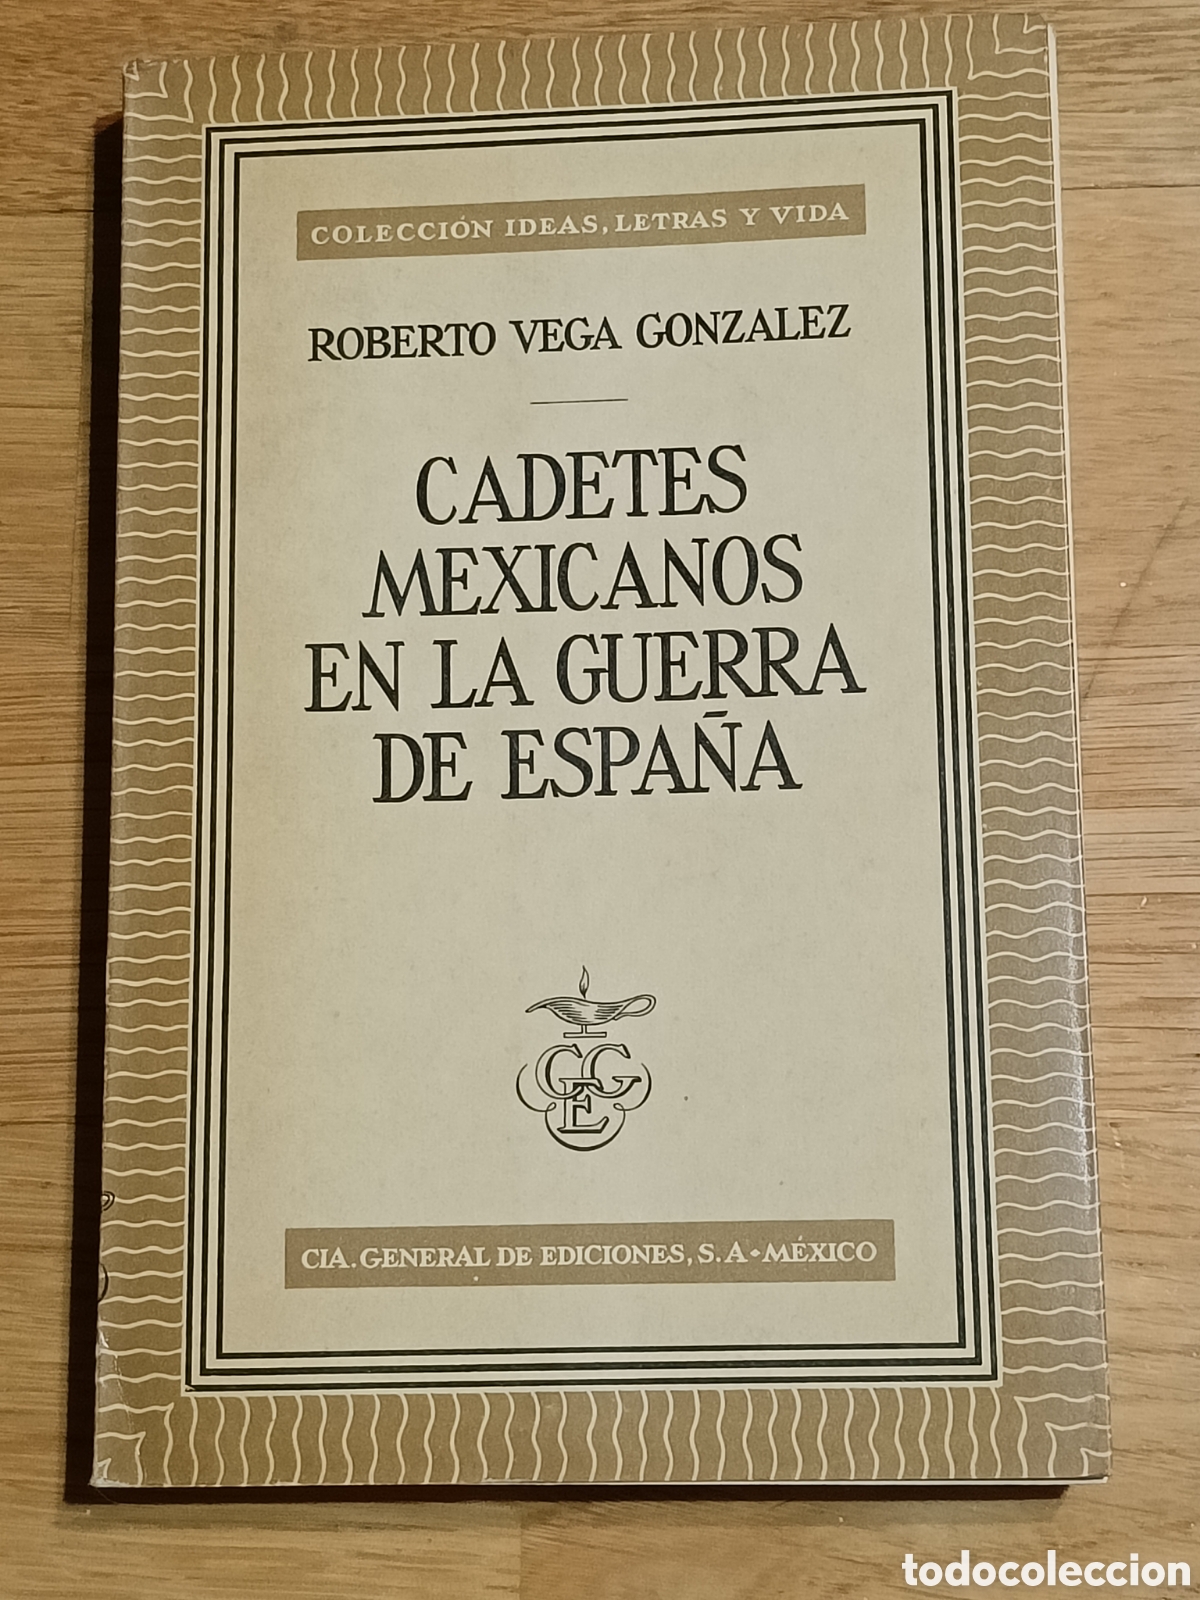 COLECCIÓN IDEAS, LETRAS Y VIDA
ROBERTO VEGA GONZALEZ
CADETES
MEXICANOS
EN LA GUERRA
DE ESPAÑA
CGE
CIA. GENERAL DE EDICIONES, S. A • MÉXICO
todocoleccion